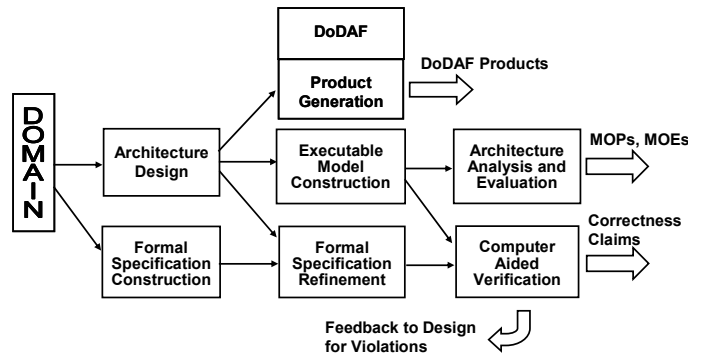 DoDAF
Product
Generation
DoDAF Products
DOMAIN
Architecture
Design
Executable
Model
Construction
Architecture
Analysis and
Evaluation
MOPs, MOEs
Formal
Specification
Construction
Formal
Specification
Refinement
Computer
Aided
Verification
Correctness
Claims
Feedback to Design
for Violations